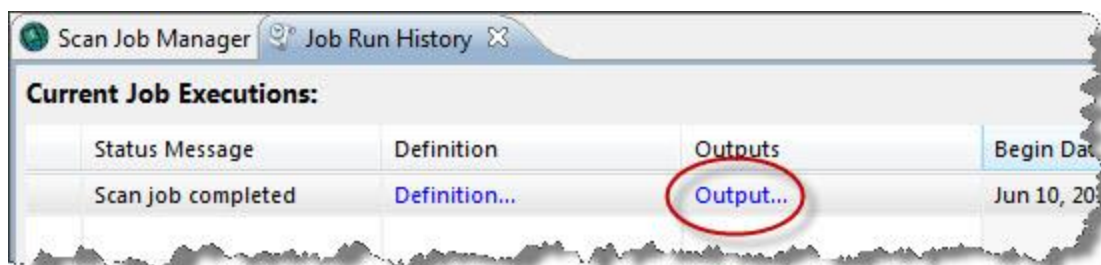 Scan Job Manager Job Run History
Current Job Executions:
Status Message Definition Outputs Begin
Scan job completed Definition... Output... Jun 10,